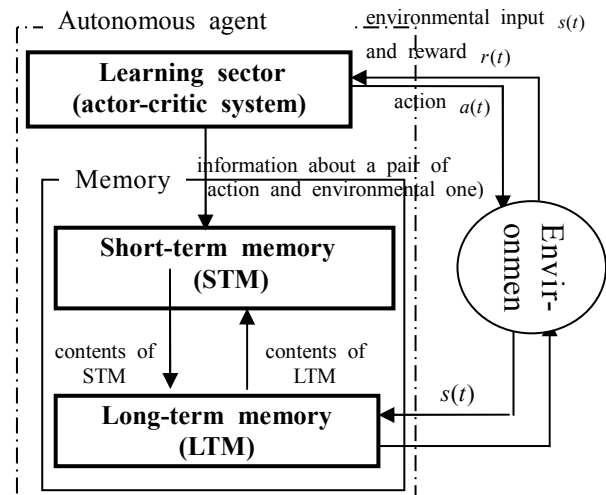 Autonomous agent
environmental input s(t)
and reward r(t)
Learning sector
(actor-critic system)
action a(t)
information about a pair of
action and environmental one)
Memory
Short-term memory
(STM)
Envir-
onmen
contents of
STM
contents of
LTM
s(t)
Long-term memory
(LTM)